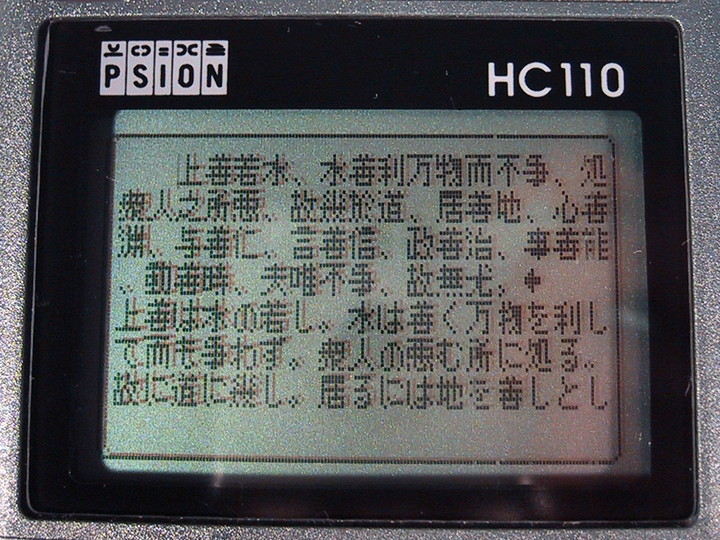 PSION
HC110
上善若水、水善利万物而不争、処
衆人之所悪、故幾於道、居善地、心善
渊、与善仁、言善信、政善治、事善能
、動善時、夫唯不争、故無尤。◆
上善は水の若し。水は善く万物を利し
て而も争わず。衆人の悪む所に処る。
故に道に幾し。居るには地を善しとし